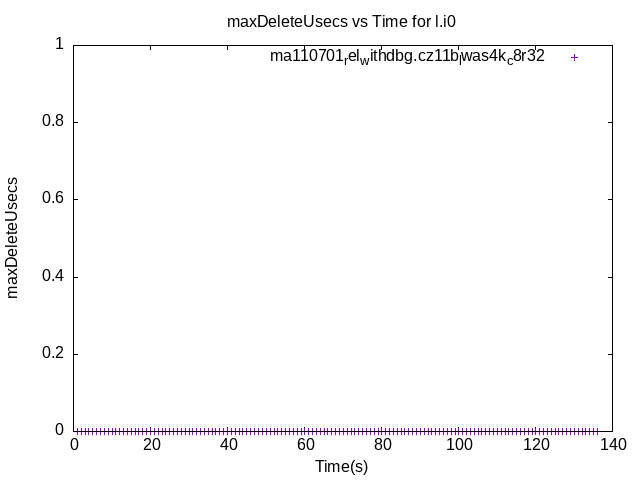 maxDeleteUsecs vs Time for l.i0
ma110701_rel_withdbg.cz11b_lwas4k_c8r32
maxDeleteUsecs
1
0.8
0.6
0.4
0.2
0
0 20 40 60 80 100 120 140
Time(s)